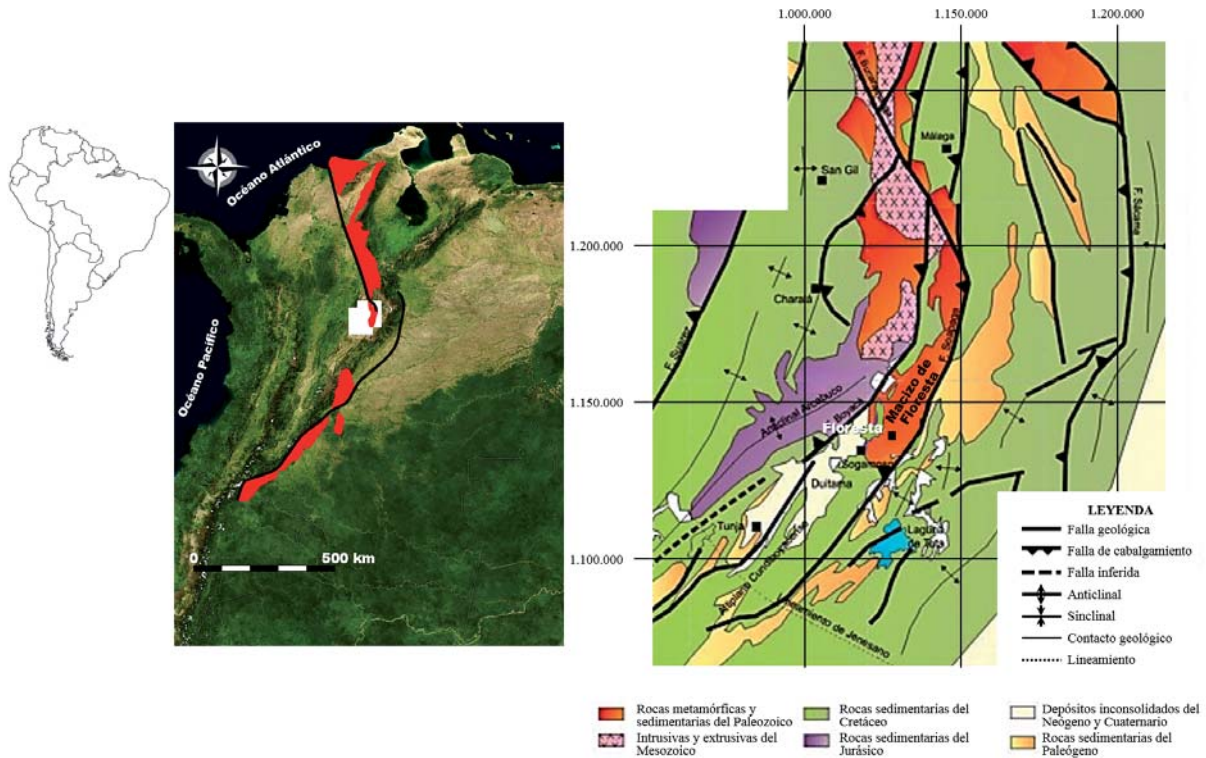 Océano Atlántico
Océano Pacífico
0
500 km
1.000.000
1.150.000
1.200.000
1.200.000
1.150.000
1.100.000
Málaga
San Gil
Charalá
F. Suárez
F. Soapaga
Anticlinal Arcabuco
F. Boyacá
Macizo de
Floresta
Floresta
Sogamoso
Duitama
Tunja
Laguna
de Tota
Altiplano Cundiboyacense
Lineamiento de Jenesano
LEYENDA
Falla geológica
Falla de cabalgamiento
Falla inferida
Anticlinal
Sinclinal
Contacto geológico
Lineamiento
Rocas metamórficas y
sedimentarias del Paleozoico
Intrusivas y extrusivas del
Mesozoico
Rocas sedimentarias del
Cretáceo
Rocas sedimentarias del
Jurásico
Depósitos inconsolidados del
Neógeno y Cuaternario
Rocas sedimentarias del
Paleógeno